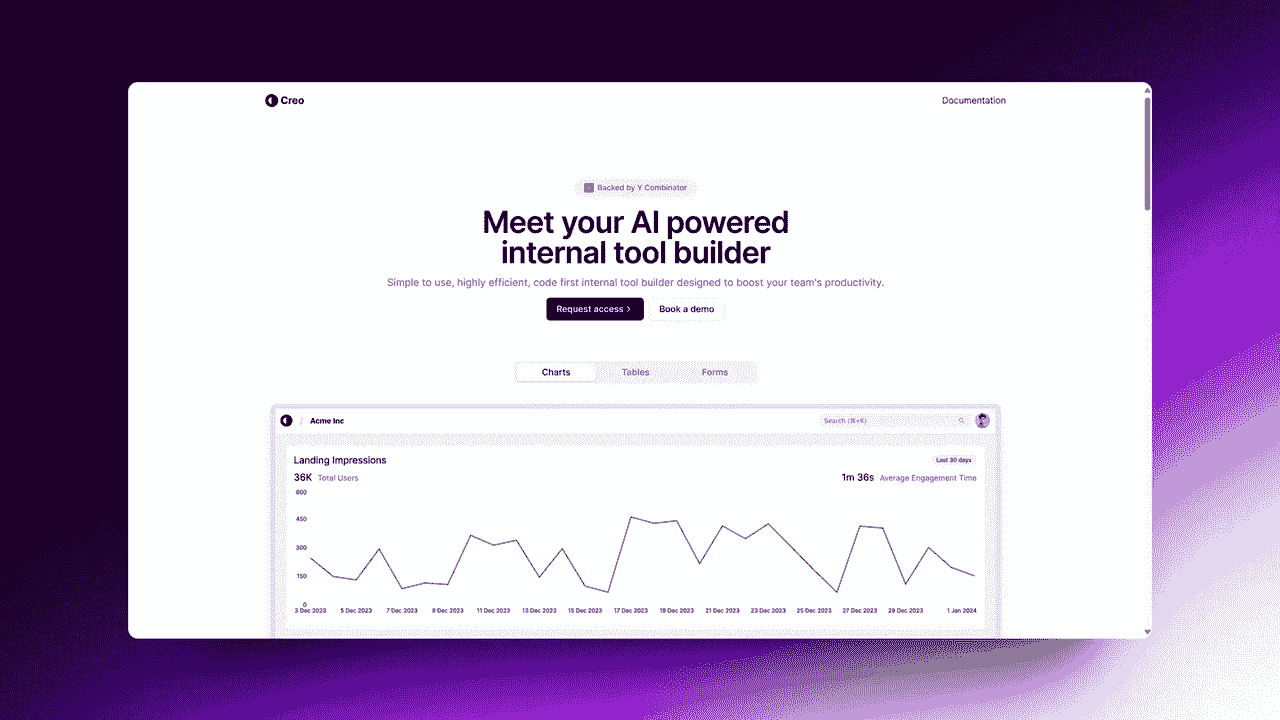 Creo
Documentation
Backed by Y Combinator
Meet your AI powered
internal tool builder
Simple to use, highly efficient, code first internal tool builder designed to boost your team's productivity.
Request access >
Book a demo
Charts
Tables
Forms
/ Acme Inc
Search (⌘+K)
Landing Impressions
Last 30 days
36K Total Users
1m 36s Average Engagement Time
600
450
300
150
0
3 Dec 2023 5 Dec 2023 7 Dec 2023 9 Dec 2023 11 Dec 2023 13 Dec 2023 15 Dec 2023 17 Dec 2023 19 Dec 2023 21 Dec 2023 23 Dec 2023 25 Dec 2023 27 Dec 2023 29 Dec 2023 1 Jan 2024